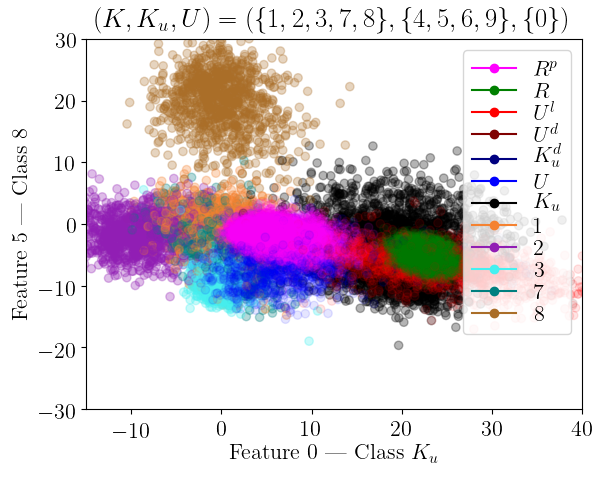 (K, K_u, U) = ({1, 2, 3, 7, 8}, {4, 5, 6, 9}, {0})
30
20
10
0
−10
−20
−30
Feature 5 — Class 8
R^p
R
U^l
U^d
K_u^d
U
K_u
1
2
3
7
8
−10 0 10 20 30 40
Feature 0 — Class K_u